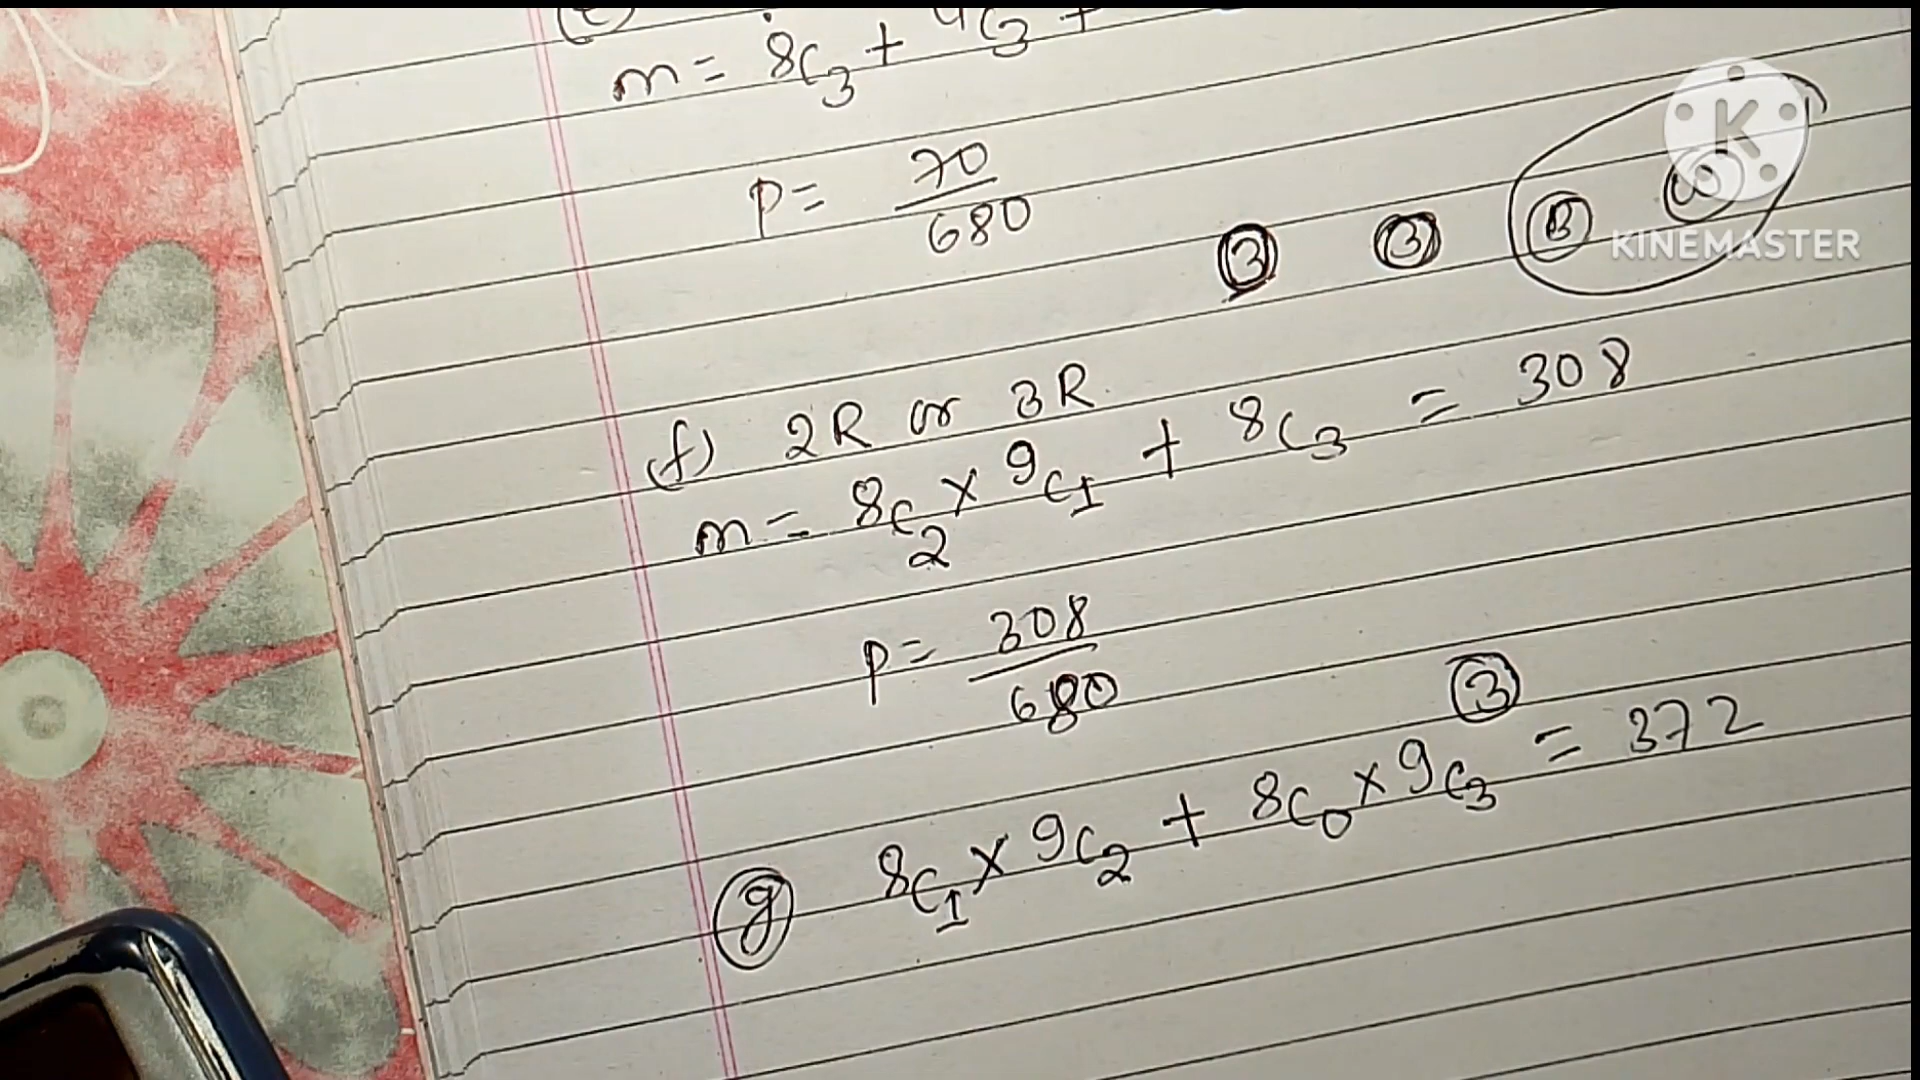 m = 8c3 + 4c3 +
P = 70/680
3 3 B W
KINEMASTER
(f) 2R or 3R
m = 8c2 × 9c1 + 8c3 = 308
P = 308/680
3
(g) 8c1 × 9c2 + 8c0 × 9c3 = 372